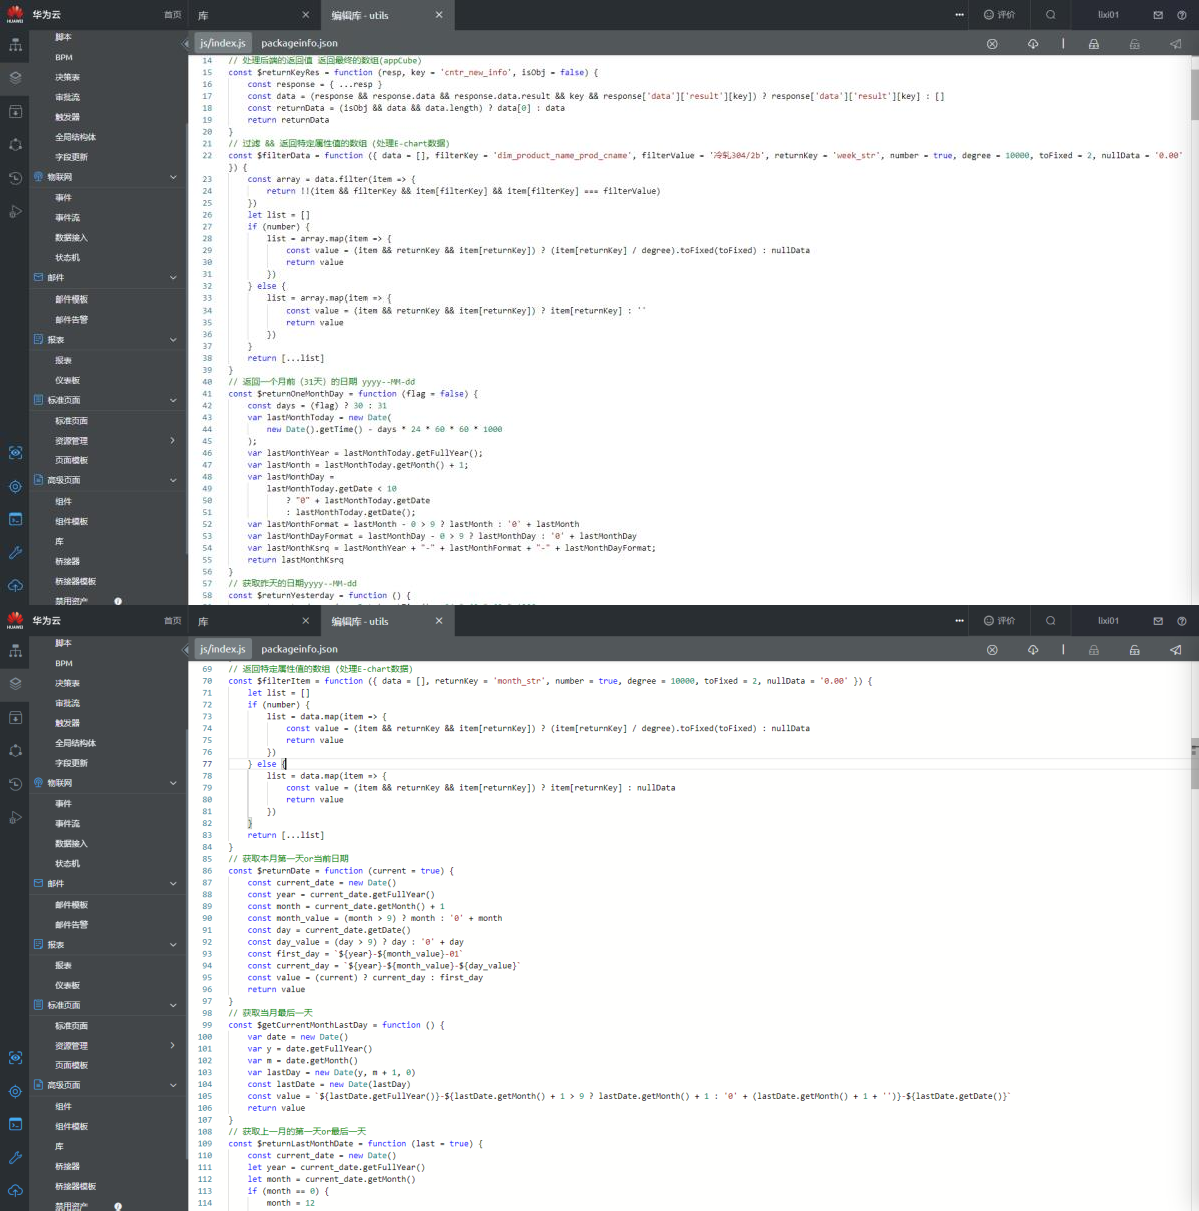 HUAWEI 华为云 首页 库 × 编辑库 - utils × ••• 评价 lixi01
js/index.js packageinfo.json
脚本
BPM
决策表
审批流
触发器
全局结构体
字段更新
物联网
事件
事件流
数据接入
状态机
邮件
邮件模板
邮件告警
报表
报表
仪表板
标准页面
标准页面
资源管理
页面模板
高级页面
组件
组件模板
库
桥接器
桥接器模板
禁用资产
14 // 处理后端的返回值 返回最终的数组(appCube)
15 const $returnKeyRes = function (resp, key = 'cntr_new_info', isObj = false) {
16 const response = { ...resp }
17 const data = (response && response.data && response.data.result && key && response['data']['result'][key]) ? response['data']['result'][key] : []
18 const returnData = (isObj && data && data.length) ? data[0] : data
19 return returnData
20 }
21 // 过滤 && 返回特定属性值的数组 (处理E-chart数据)
22 const $filterData = function ({ data = [], filterKey = 'dim_product_name_prod_cname', filterValue = '冷轧304/2b', returnKey = 'week_str', number = true, degree = 10000, toFixed = 2, nullData = '0.00'
}) {
23 const array = data.filter(item => {
24 return !!(item && filterKey && item[filterKey] && item[filterKey] === filterValue)
25 })
26 let list = []
27 if (number) {
28 list = array.map(item => {
29 const value = (item && returnKey && item[returnKey]) ? (item[returnKey] / degree).toFixed(toFixed) : nullData
30 return value
31 })
32 } else {
33 list = array.map(item => {
34 const value = (item && returnKey && item[returnKey]) ? item[returnKey] : ''
35 return value
36 })
37 }
38 return [...list]
39 }
40 // 返回一个月前（31天）的日期 yyyy--MM-dd
41 const $returnOneMonthDay = function (flag = false) {
42 const days = (flag) ? 30 : 31
43 var lastMonthToday = new Date(
44 new Date().getTime() - days * 24 * 60 * 60 * 1000
45 );
46 var lastMonthYear = lastMonthToday.getFullYear();
47 var lastMonth = lastMonthToday.getMonth() + 1;
48 var lastMonthDay =
49 lastMonthToday.getDate < 10
50 ? "0" + lastMonthToday.getDate
51 : lastMonthToday.getDate();
52 var lastMonthFormat = lastMonth - 0 > 9 ? lastMonth : '0' + lastMonth
53 var lastMonthDayFormat = lastMonthDay - 0 > 9 ? lastMonthDay : '0' + lastMonthDay
54 var lastMonthKsrq = lastMonthYear + "-" + lastMonthFormat + "-" + lastMonthDayFormat;
55 return lastMonthKsrq
56 }
57 // 获取昨天的日期yyyy--MM-dd
58 const $returnYesterday = function () {
HUAWEI 华为云 首页 库 × 编辑库 - utils × ••• 评价 lixi01
js/index.js packageinfo.json
脚本
BPM
决策表
审批流
触发器
全局结构体
字段更新
物联网
事件
事件流
数据接入
状态机
邮件
邮件模板
邮件告警
报表
报表
仪表板
标准页面
标准页面
资源管理
页面模板
高级页面
组件
组件模板
库
桥接器
桥接器模板
禁用资产
69 // 返回特定属性值的数组 (处理E-chart数据)
70 const $filterItem = function ({ data = [], returnKey = 'month_str', number = true, degree = 10000, toFixed = 2, nullData = '0.00' }) {
71 let list = []
72 if (number) {
73 list = data.map(item => {
74 const value = (item && returnKey && item[returnKey]) ? (item[returnKey] / degree).toFixed(toFixed) : nullData
75 return value
76 })
77 } else {
78 list = data.map(item => {
79 const value = (item && returnKey && item[returnKey]) ? item[returnKey] : nullData
80 return value
81 })
82 }
83 return [...list]
84 }
85 // 获取本月第一天or当前日期
86 const $returnDate = function (current = true) {
87 const current_date = new Date()
88 const year = current_date.getFullYear()
89 const month = current_date.getMonth() + 1
90 const month_value = (month > 9) ? month : '0' + month
91 const day = current_date.getDate()
92 const day_value = (day > 9) ? day : '0' + day
93 const first_day = `${year}-${month_value}-01`
94 const current_day = `${year}-${month_value}-${day_value}`
95 const value = (current) ? current_day : first_day
96 return value
97 }
98 // 获取当月最后一天
99 const $getCurrentMonthLastDay = function () {
100 var date = new Date()
101 var y = date.getFullYear()
102 var m = date.getMonth()
103 var lastDay = new Date(y, m + 1, 0)
104 const lastDate = new Date(lastDay)
105 const value = `${lastDate.getFullYear()}-${lastDate.getMonth() + 1 > 9 ? lastDate.getMonth() + 1 : '0' + (lastDate.getMonth() + 1 + '')}-${lastDate.getDate()}`
106 return value
107 }
108 // 获取上一月的第一天or最后一天
109 const $returnLastMonthDate = function (last = true) {
110 const current_date = new Date()
111 let year = current_date.getFullYear()
112 let month = current_date.getMonth()
113 if (month == 0) {
114 month = 12